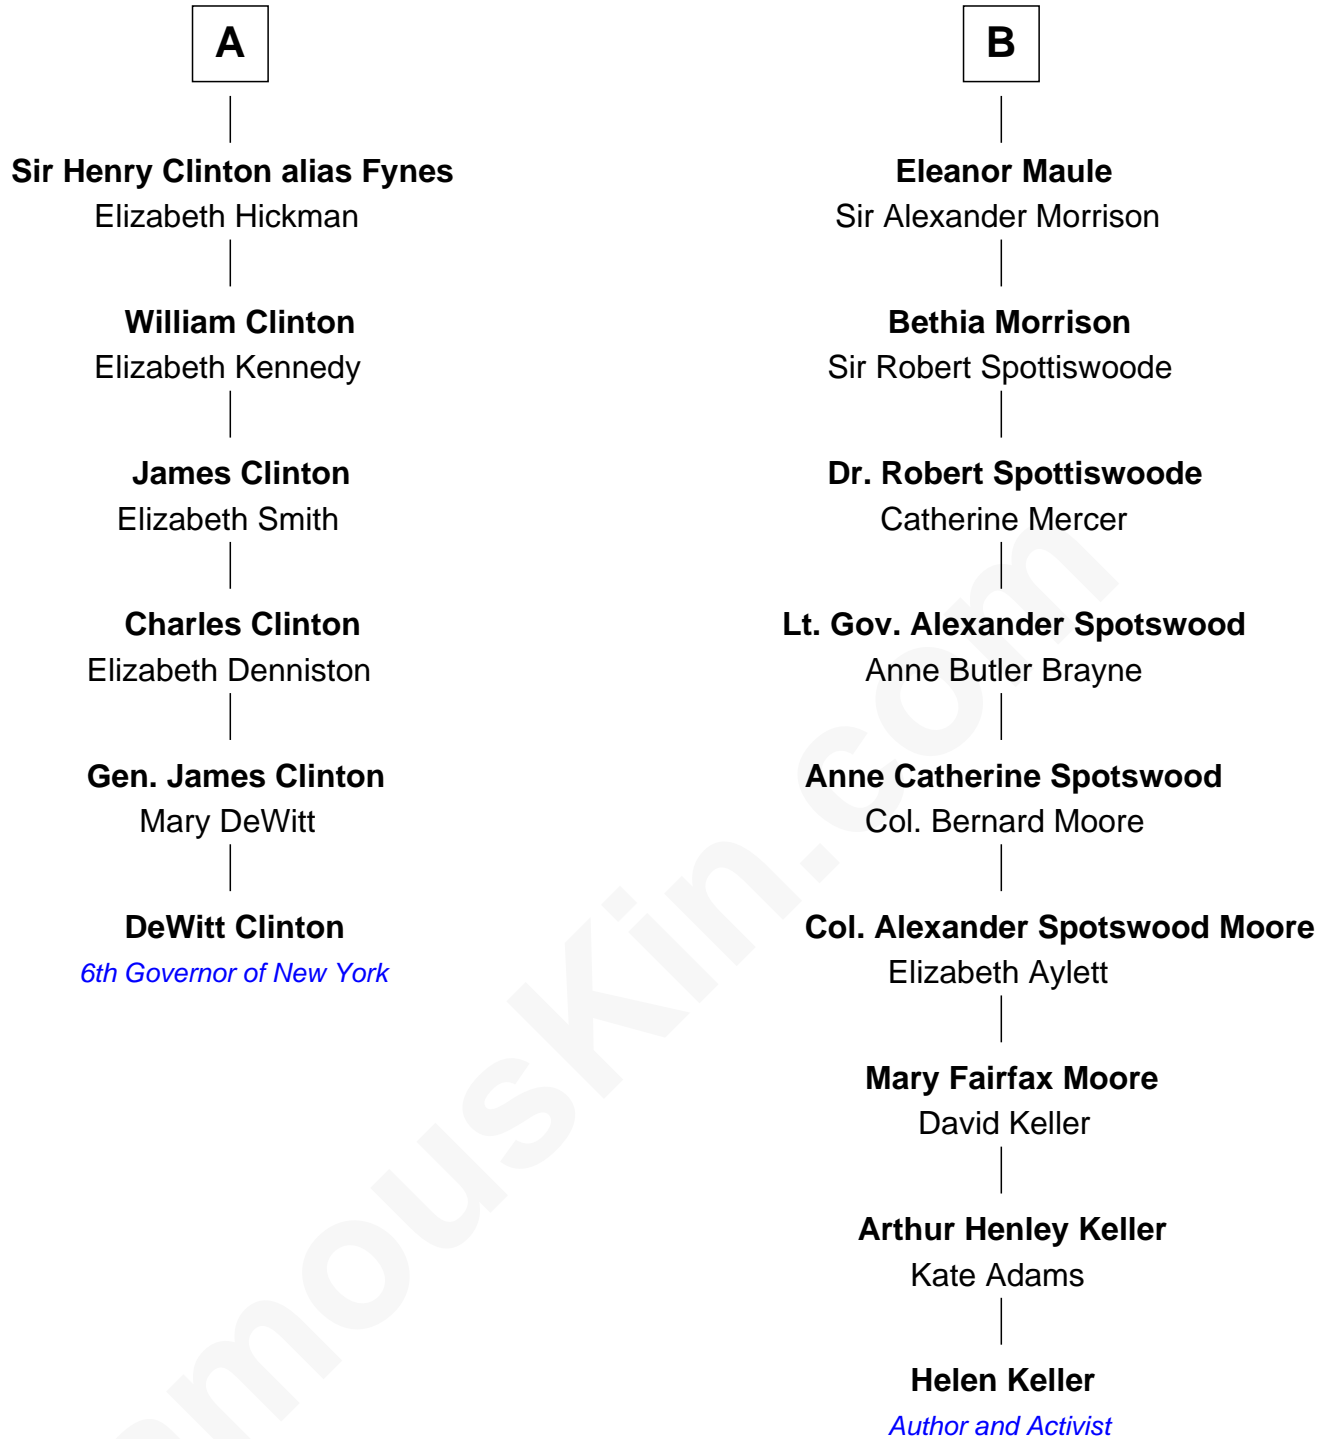 A
Sir Henry Clinton alias Fynes
Elizabeth Hickman
William Clinton
Elizabeth Kennedy
James Clinton
Elizabeth Smith
Charles Clinton
Elizabeth Denniston
Gen. James Clinton
Mary DeWitt
DeWitt Clinton
6th Governor of New York
B
Eleanor Maule
Sir Alexander Morrison
Bethia Morrison
Sir Robert Spottiswoode
Dr. Robert Spottiswoode
Catherine Mercer
Lt. Gov. Alexander Spotswood
Anne Butler Brayne
Anne Catherine Spotswood
Col. Bernard Moore
Col. Alexander Spotswood Moore
Elizabeth Aylett
Mary Fairfax Moore
David Keller
Arthur Henley Keller
Kate Adams
Helen Keller
Author and Activist
amouskin.com